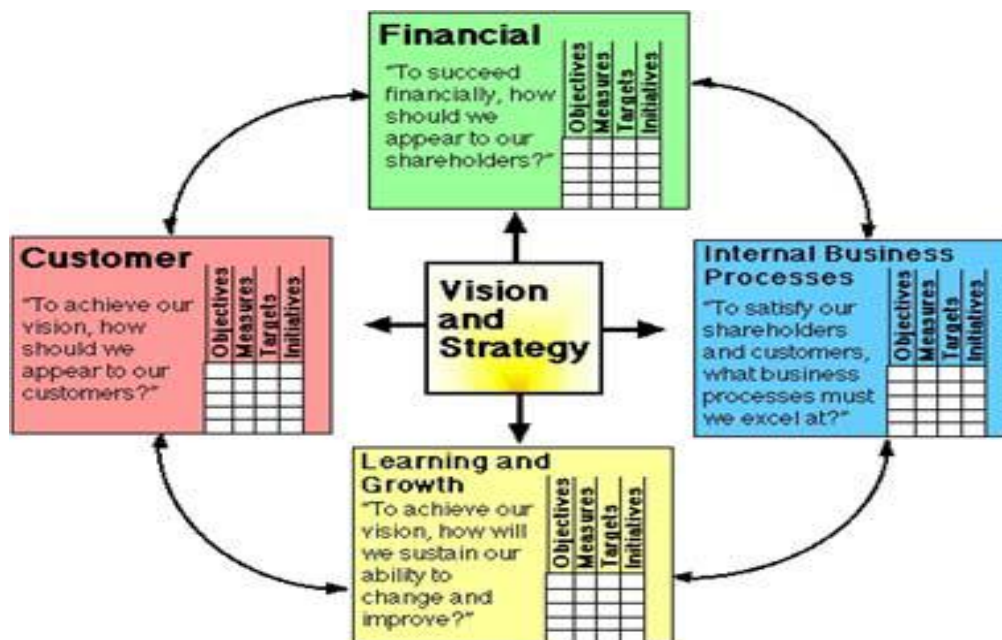 Financial
"To succeed
financially, how
should we
appear to our
shareholders?"
Objectives
Measures
Targets
Initiatives
Customer
"To achieve our
vision, how
should we
appear to our
customers?"
Objectives
Measures
Targets
Initiatives
Vision
and
Strategy
Internal Business
Processes
"To satisfy our
shareholders
and customers,
what business
processes must
we excel at?"
Objectives
Measures
Targets
Initiatives
Learning and
Growth
"To achieve our
vision, how will
we sustain our
ability to
change and
improve?"
Objectives
Measures
Targets
Initiatives